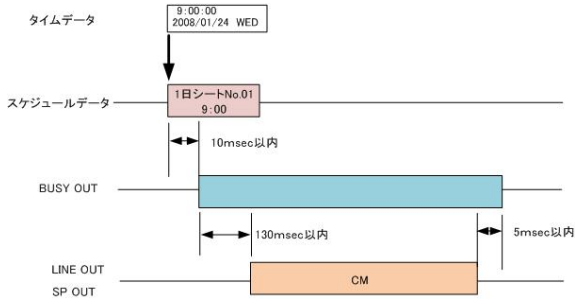 タイムデータ
9:00:00
2008/01/24 WED
スケジュールデータ
1日シートNo.01
9:00
10msec以内
BUSY OUT
130msec以内
5msec以内
LINE OUT
SP OUT
CM